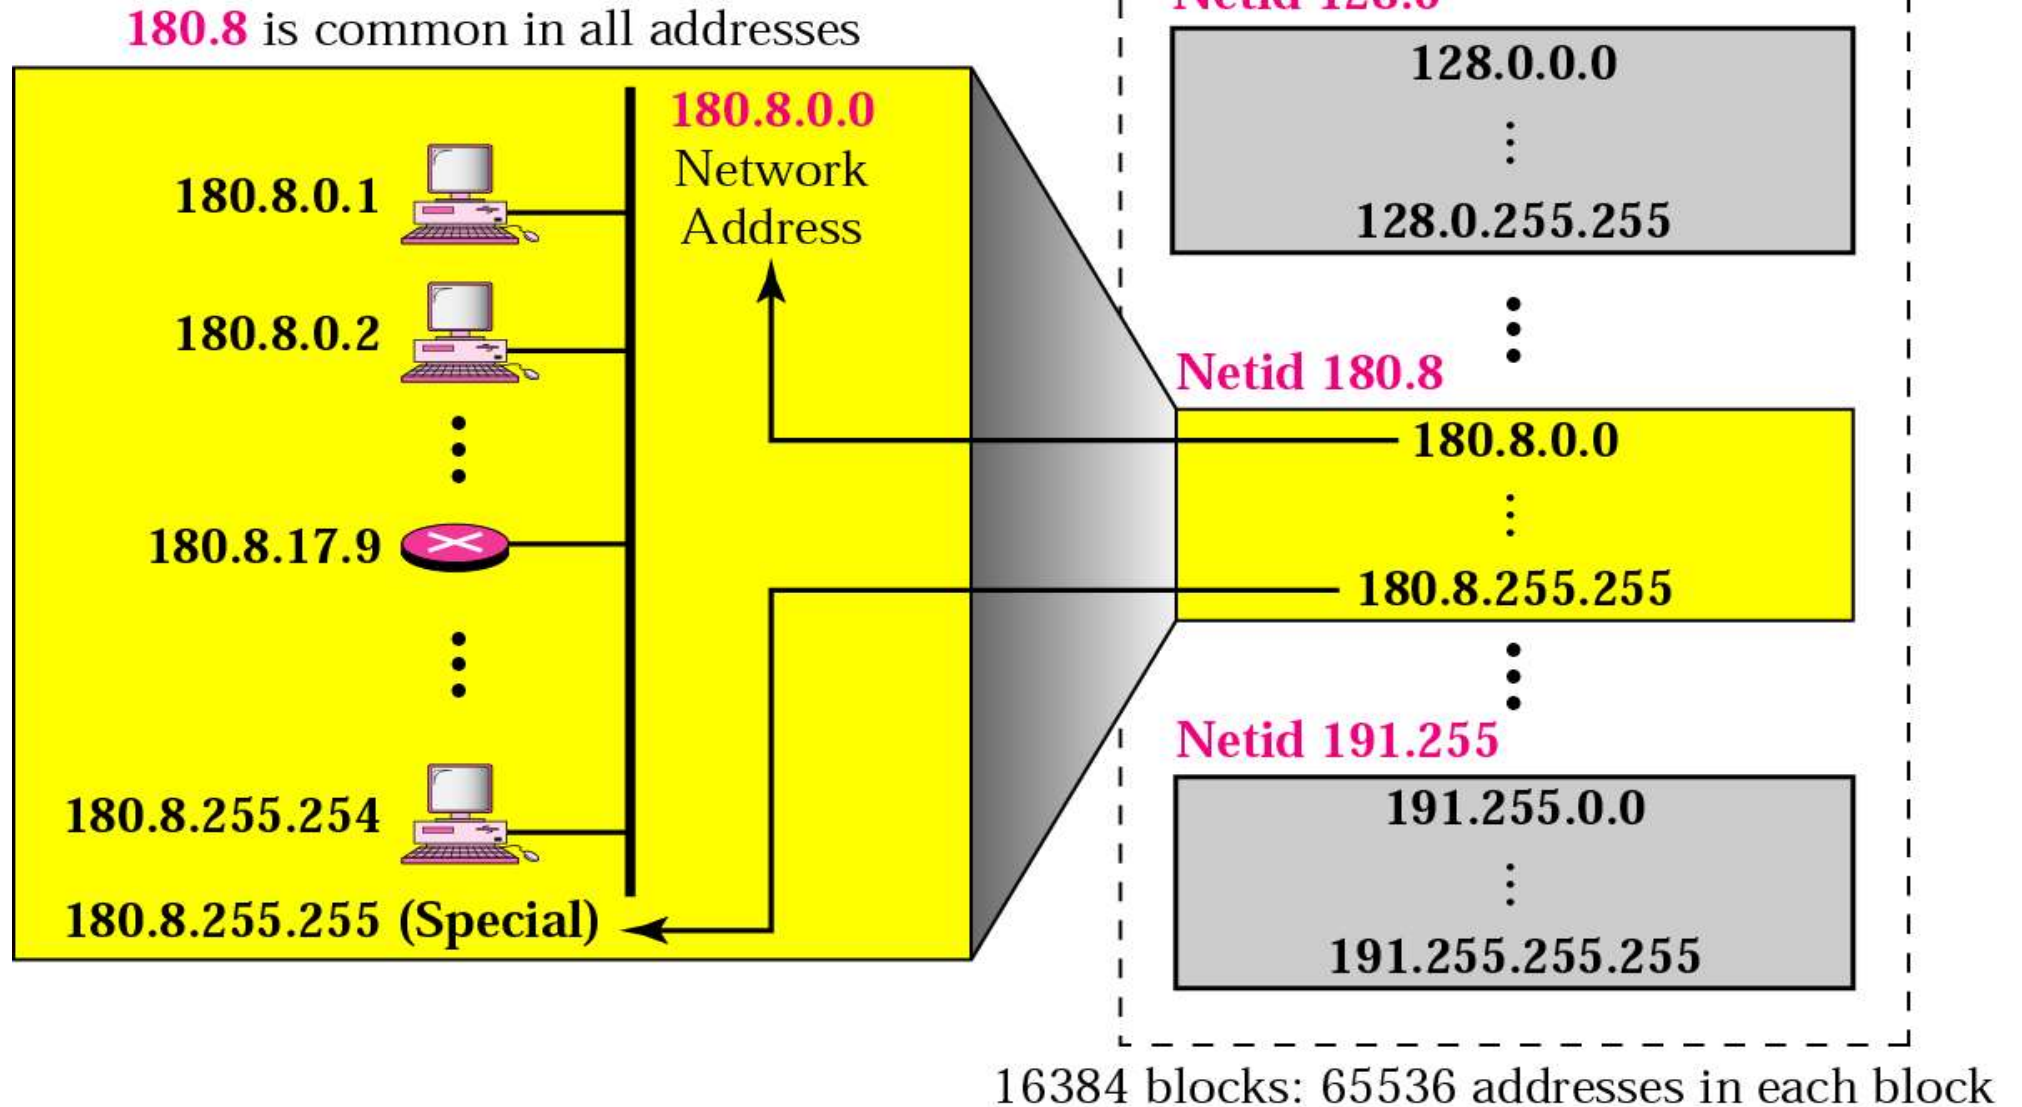 180.8 is common in all addresses
180.8.0.0
Network
Address
180.8.0.1
180.8.0.2
180.8.17.9
180.8.255.254
180.8.255.255 (Special)
Netid 128.0
128.0.0.0
128.0.255.255
Netid 180.8
180.8.0.0
180.8.255.255
Netid 191.255
191.255.0.0
191.255.255.255
16384 blocks: 65536 addresses in each block